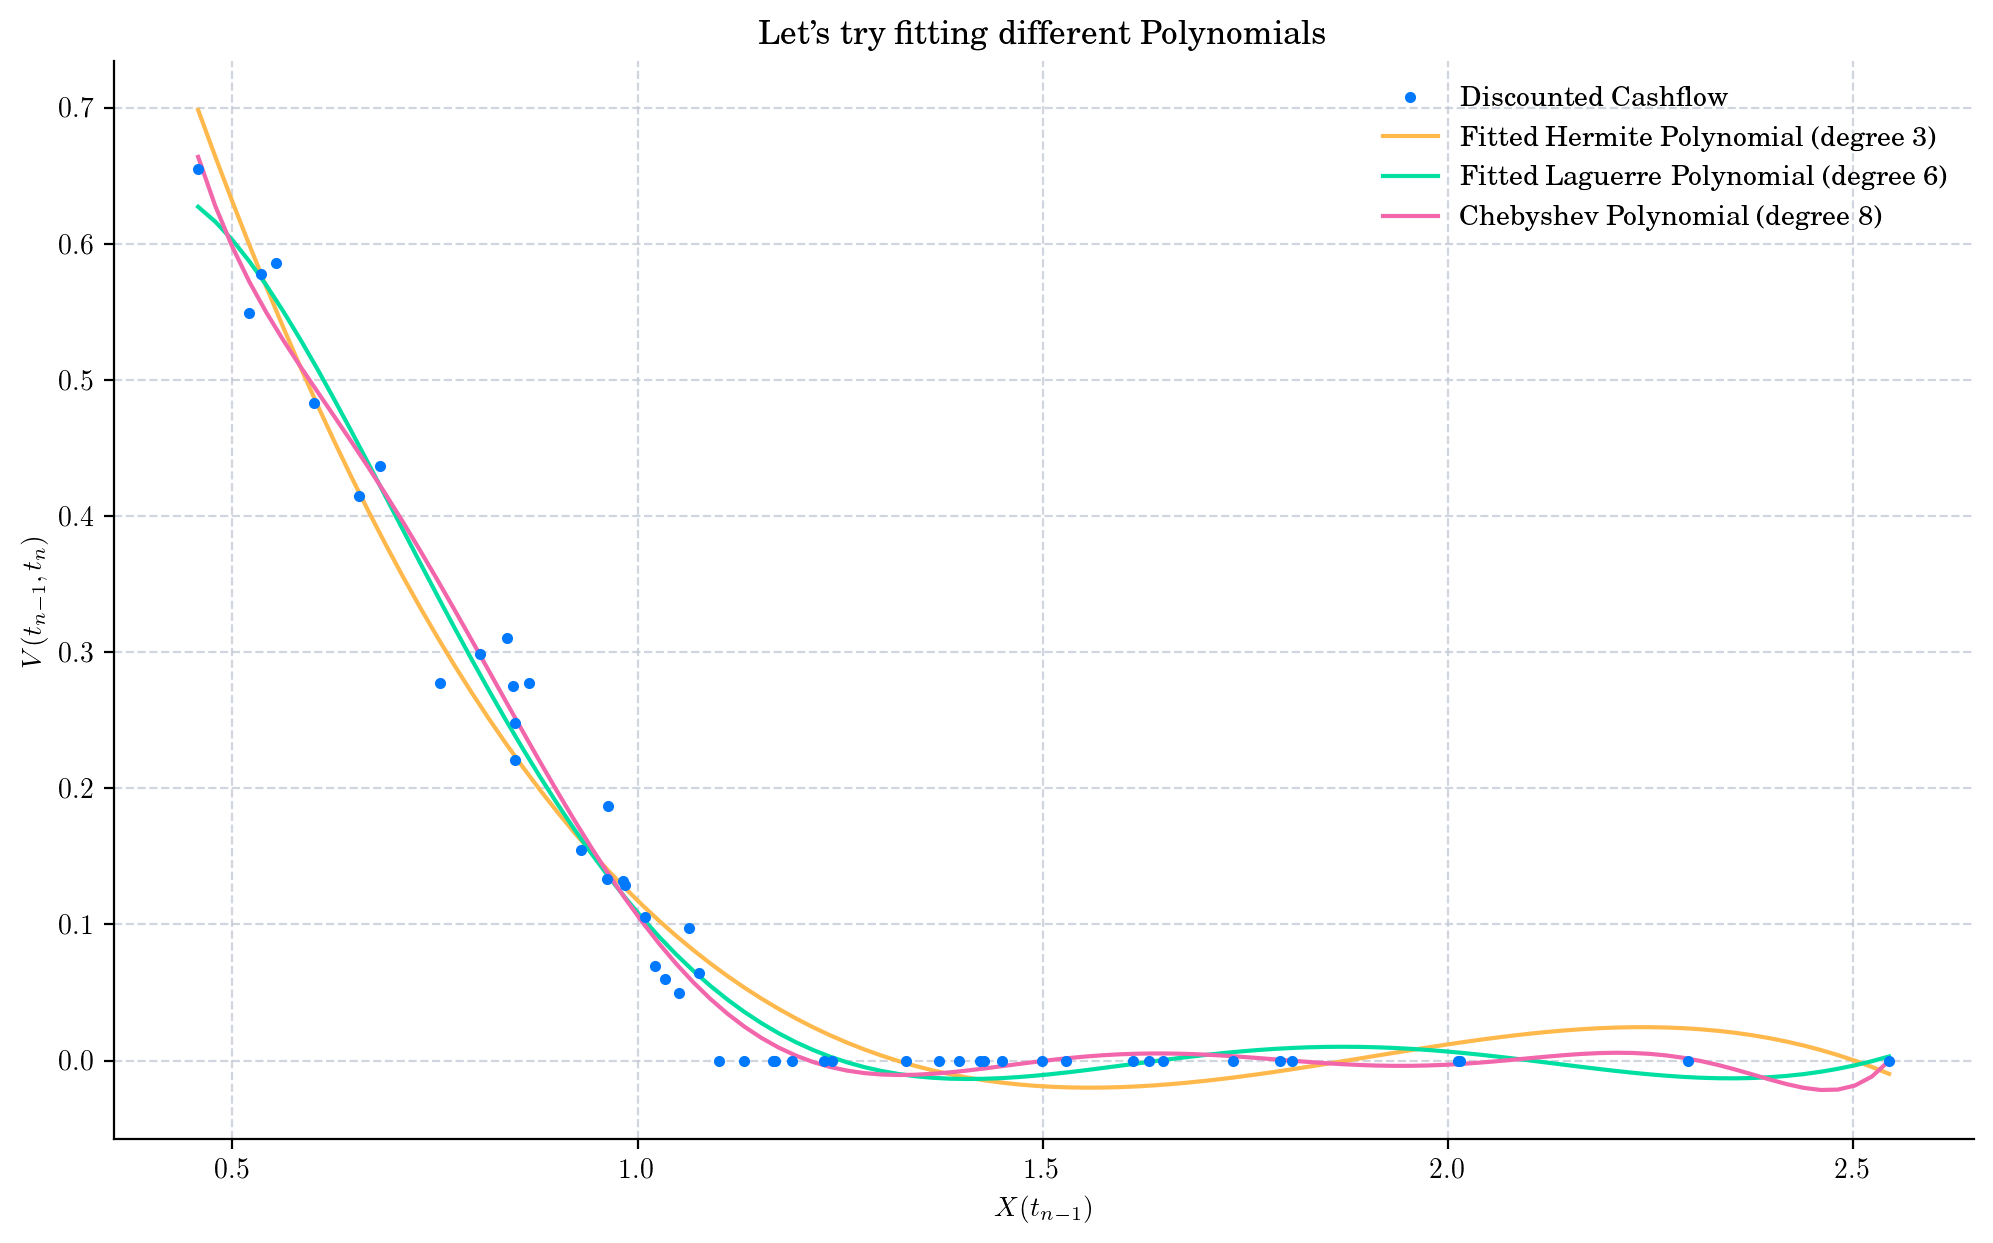 Let's try fitting different Polynomials
Discounted Cashflow
Fitted Hermite Polynomial (degree 3)
Fitted Laguerre Polynomial (degree 6)
Chebyshev Polynomial (degree 8)
V(t_{n-1}, t_n)
0.7
0.6
0.5
0.4
0.3
0.2
0.1
0.0
0.5 1.0 1.5 2.0 2.5
X(t_{n-1})